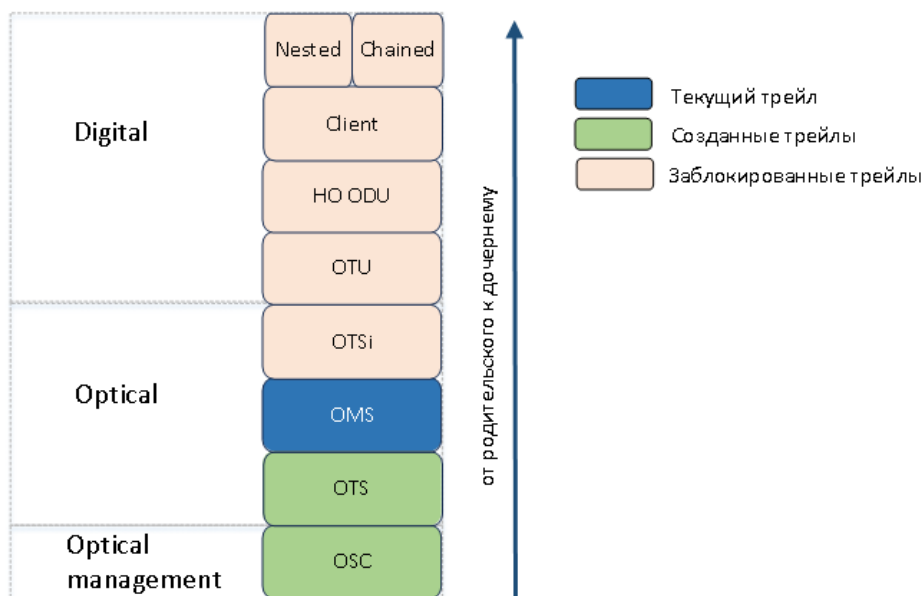 Nested
Chained
Client
Digital
HO ODU
OTU
OTSi
Optical
OMS
OTS
Optical
management
OSC
от родительского к дочернему
Текущий трейл
Созданные трейлы
Заблокированные трейлы